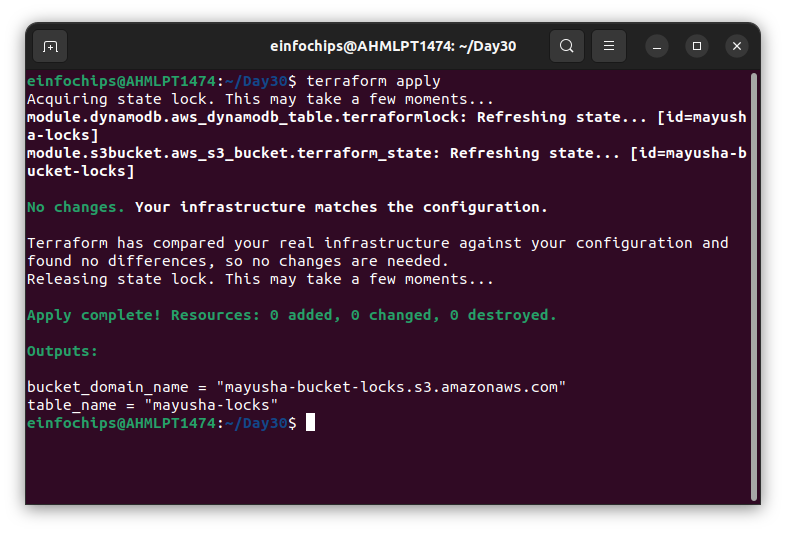 einfochips@AHMLPT1474: ~/Day30
einfochips@AHMLPT1474:~/Day30$ terraform apply
Acquiring state lock. This may take a few moments...
module.dynamodb.aws_dynamodb_table.terraformlock: Refreshing state... [id=mayush
a-locks]
module.s3bucket.aws_s3_bucket.terraform_state: Refreshing state... [id=mayusha-b
ucket-locks]
No changes. Your infrastructure matches the configuration.
Terraform has compared your real infrastructure against your configuration and
found no differences, so no changes are needed.
Releasing state lock. This may take a few moments...
Apply complete! Resources: 0 added, 0 changed, 0 destroyed.
Outputs:
bucket_domain_name = "mayusha-bucket-locks.s3.amazonaws.com"
table_name = "mayusha-locks"
einfochips@AHMLPT1474:~/Day30$